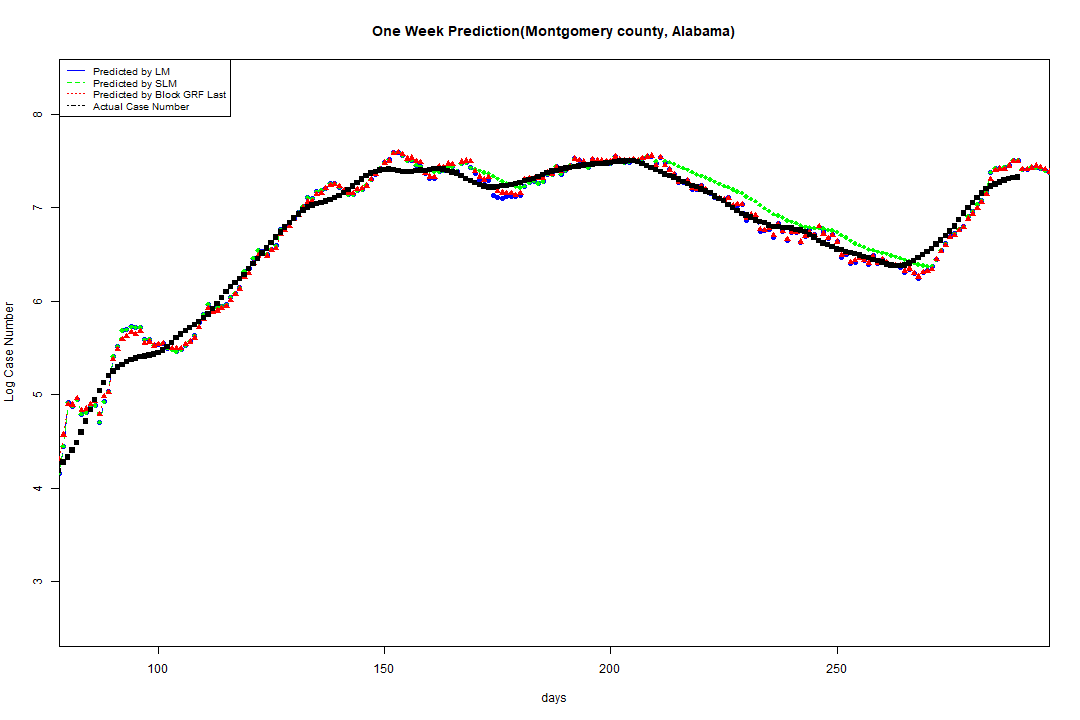 One Week Prediction(Montgomery county, Alabama)
Predicted by LM
Predicted by SLM
Predicted by Block GRF Last
Actual Case Number
8
7
6
5
4
3
Log Case Number
100 150 200 250
days